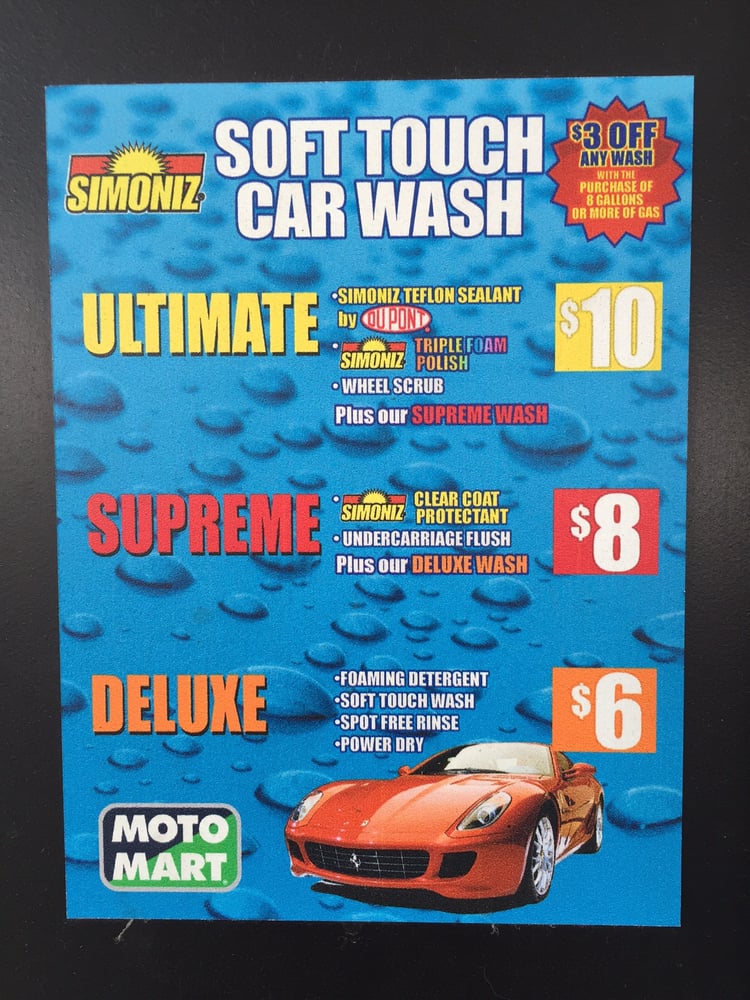 SIMONIZ
SOFT TOUCH
CAR WASH
$3 OFF
ANY WASH
WITH THE
PURCHASE OF
8 GALLONS
OR MORE OF GAS
ULTIMATE
•SIMONIZ TEFLON SEALANT
by DUPONT
•SIMONIZ TRIPLE FOAM
POLISH
•WHEEL SCRUB
Plus our SUPREME WASH
$10
SUPREME
•SIMONIZ CLEAR COAT
PROTECTANT
•UNDERCARRIAGE FLUSH
Plus our DELUXE WASH
$8
DELUXE
•FOAMING DETERGENT
•SOFT TOUCH WASH
•SPOT FREE RINSE
•POWER DRY
$6
MOTO
MART